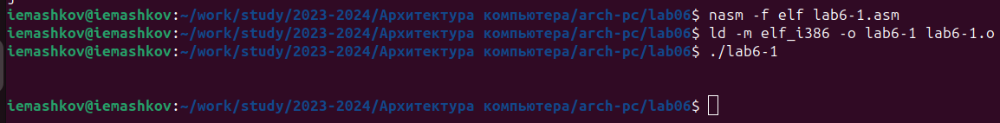 iemashkov@iemashkov:~/work/study/2023-2024/Архитектура компьютера/arch-pc/lab06$ nasm -f elf lab6-1.asm
iemashkov@iemashkov:~/work/study/2023-2024/Архитектура компьютера/arch-pc/lab06$ ld -m elf_i386 -o lab6-1 lab6-1.o
iemashkov@iemashkov:~/work/study/2023-2024/Архитектура компьютера/arch-pc/lab06$ ./lab6-1
iemashkov@iemashkov:~/work/study/2023-2024/Архитектура компьютера/arch-pc/lab06$